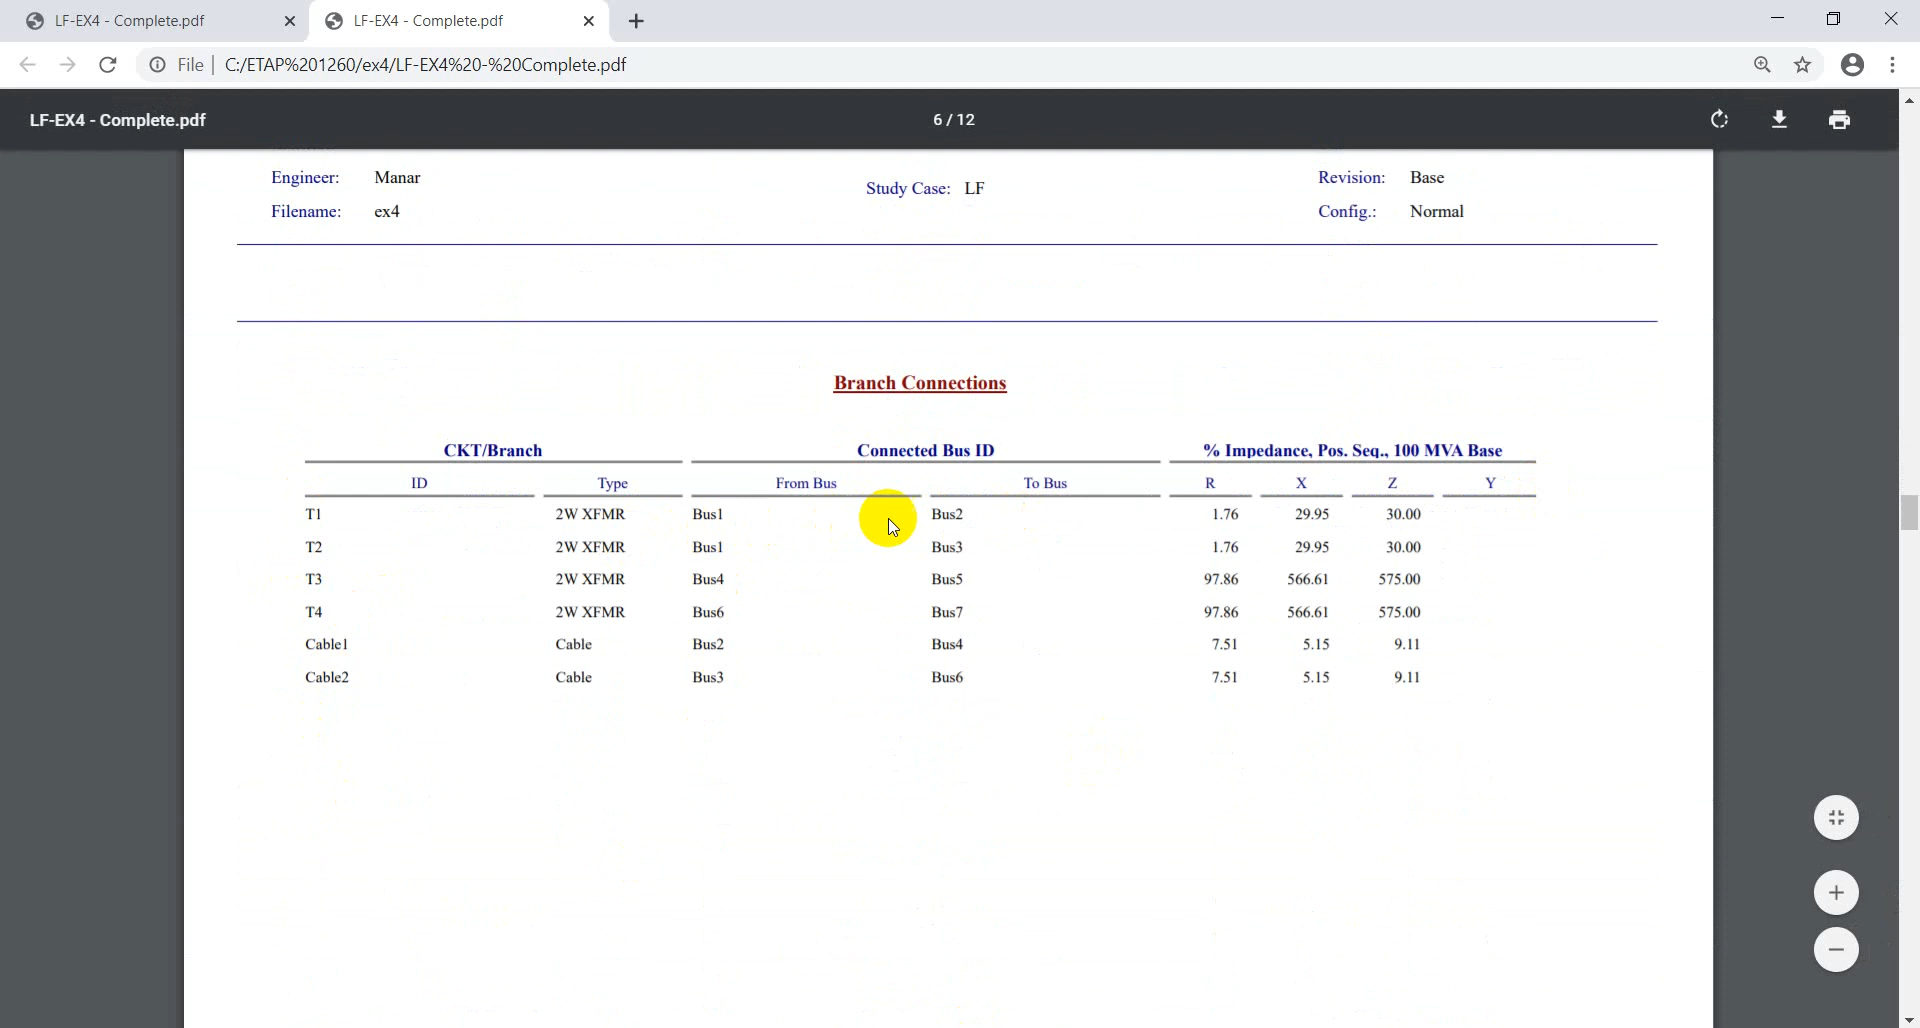 LF-EX4 - Complete.pdf
LF-EX4 - Complete.pdf
File | C:/ETAP%201260/ex4/LF-EX4%20-%20Complete.pdf
LF-EX4 - Complete.pdf 6 / 12
Engineer: Manar Study Case: LF Revision: Base
Filename: ex4 Config.: Normal
Branch Connections
CKT/Branch Connected Bus ID % Impedance, Pos. Seq., 100 MVA Base
ID Type From Bus To Bus R X Z Y
T1 2W XFMR Bus1 Bus2 1.76 29.95 30.00
T2 2W XFMR Bus1 Bus3 1.76 29.95 30.00
T3 2W XFMR Bus4 Bus5 97.86 566.61 575.00
T4 2W XFMR Bus6 Bus7 97.86 566.61 575.00
Cable1 Cable Bus2 Bus4 7.51 5.15 9.11
Cable2 Cable Bus3 Bus6 7.51 5.15 9.11